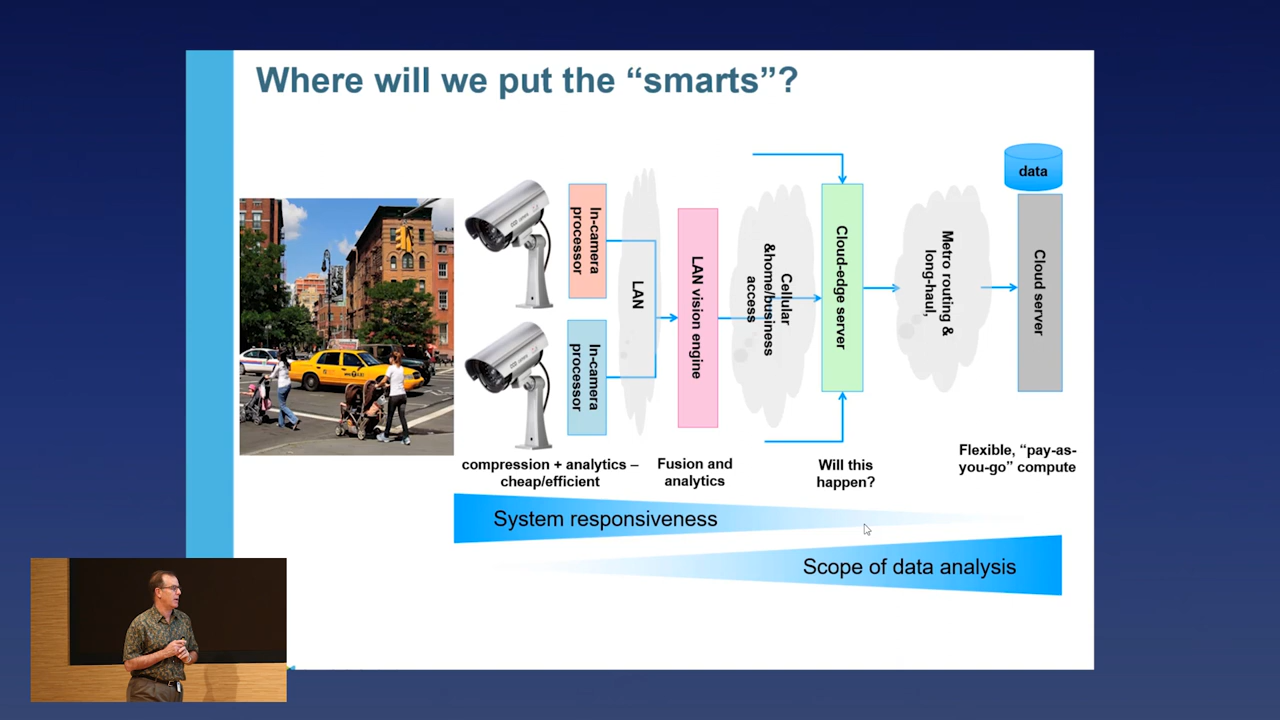 Where will we put the “smarts”?
data
In-camera
processor
In-camera
processor
LAN
LAN vision engine
Cellular
&home/business
access
Cloud-edge server
Metro routing &
long-haul,
Cloud server
compression + analytics –
cheap/efficient
Fusion and
analytics
Will this
happen?
Flexible, “pay-as-
you-go” compute
System responsiveness
Scope of data analysis